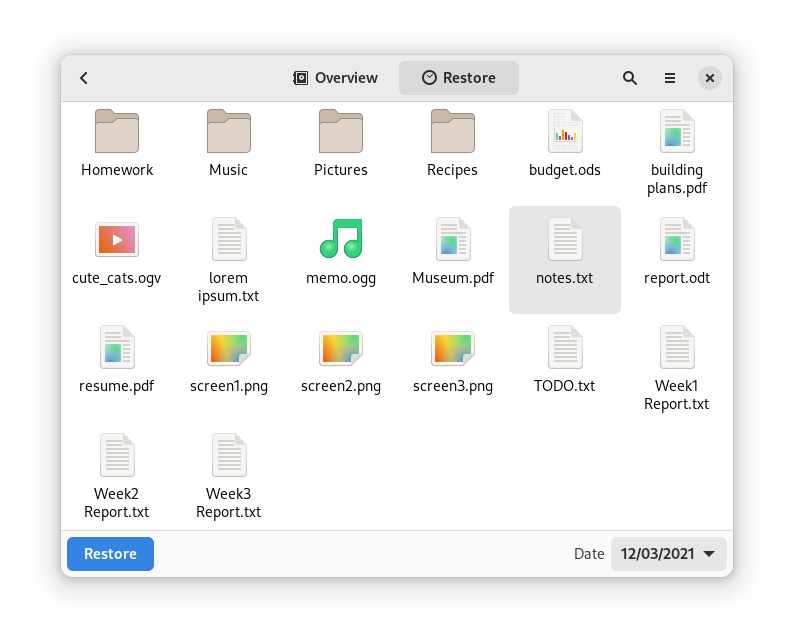 Overview
Restore
Homework
Music
Pictures
Recipes
budget.ods
building
plans.pdf
cute_cats.ogv
lorem
ipsum.txt
memo.ogg
Museum.pdf
notes.txt
report.odt
resume.pdf
screen1.png
screen2.png
screen3.png
TODO.txt
Week1
Report.txt
Week2
Report.txt
Week3
Report.txt
Restore
Date
12/03/2021